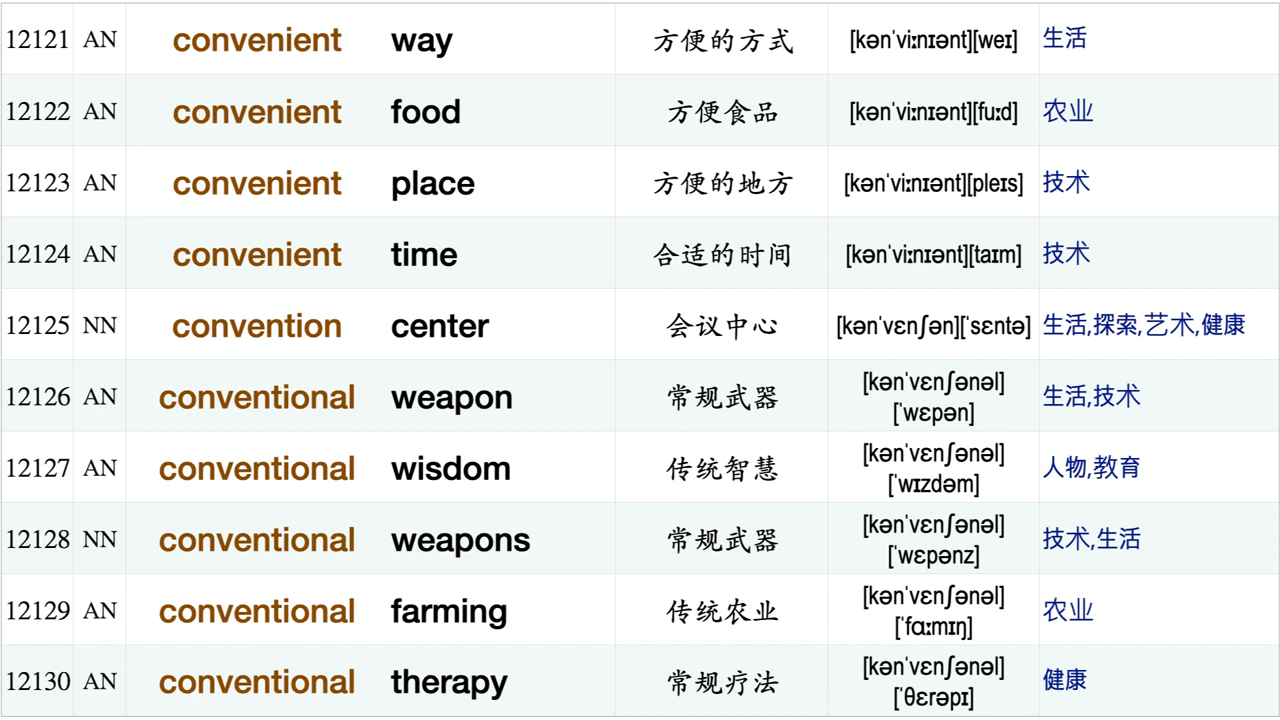 12121 AN convenient way 方便的方式 [kənˈviːnɪənt][weɪ] 生活
12122 AN convenient food 方便食品 [kənˈviːnɪənt][fuːd] 农业
12123 AN convenient place 方便的地方 [kənˈviːnɪənt][pleɪs] 技术
12124 AN convenient time 合适的时间 [kənˈviːnɪənt][taɪm] 技术
12125 NN convention center 会议中心 [kənˈvɛnʃən][ˈsɛntə] 生活,探索,艺术,健康
12126 AN conventional weapon 常规武器 [kənˈvɛnʃənəl] 生活,技术
[ˈwɛpən]
12127 AN conventional wisdom 传统智慧 [kənˈvɛnʃənəl] 人物,教育
[ˈwɪzdəm]
12128 NN conventional weapons 常规武器 [kənˈvɛnʃənəl] 技术,生活
[ˈwɛpənz]
12129 AN conventional farming 传统农业 [kənˈvɛnʃənəl] 农业
[ˈfɑːmɪŋ]
12130 AN conventional therapy 常规疗法 [kənˈvɛnʃənəl] 健康
[ˈθɛrəpɪ]